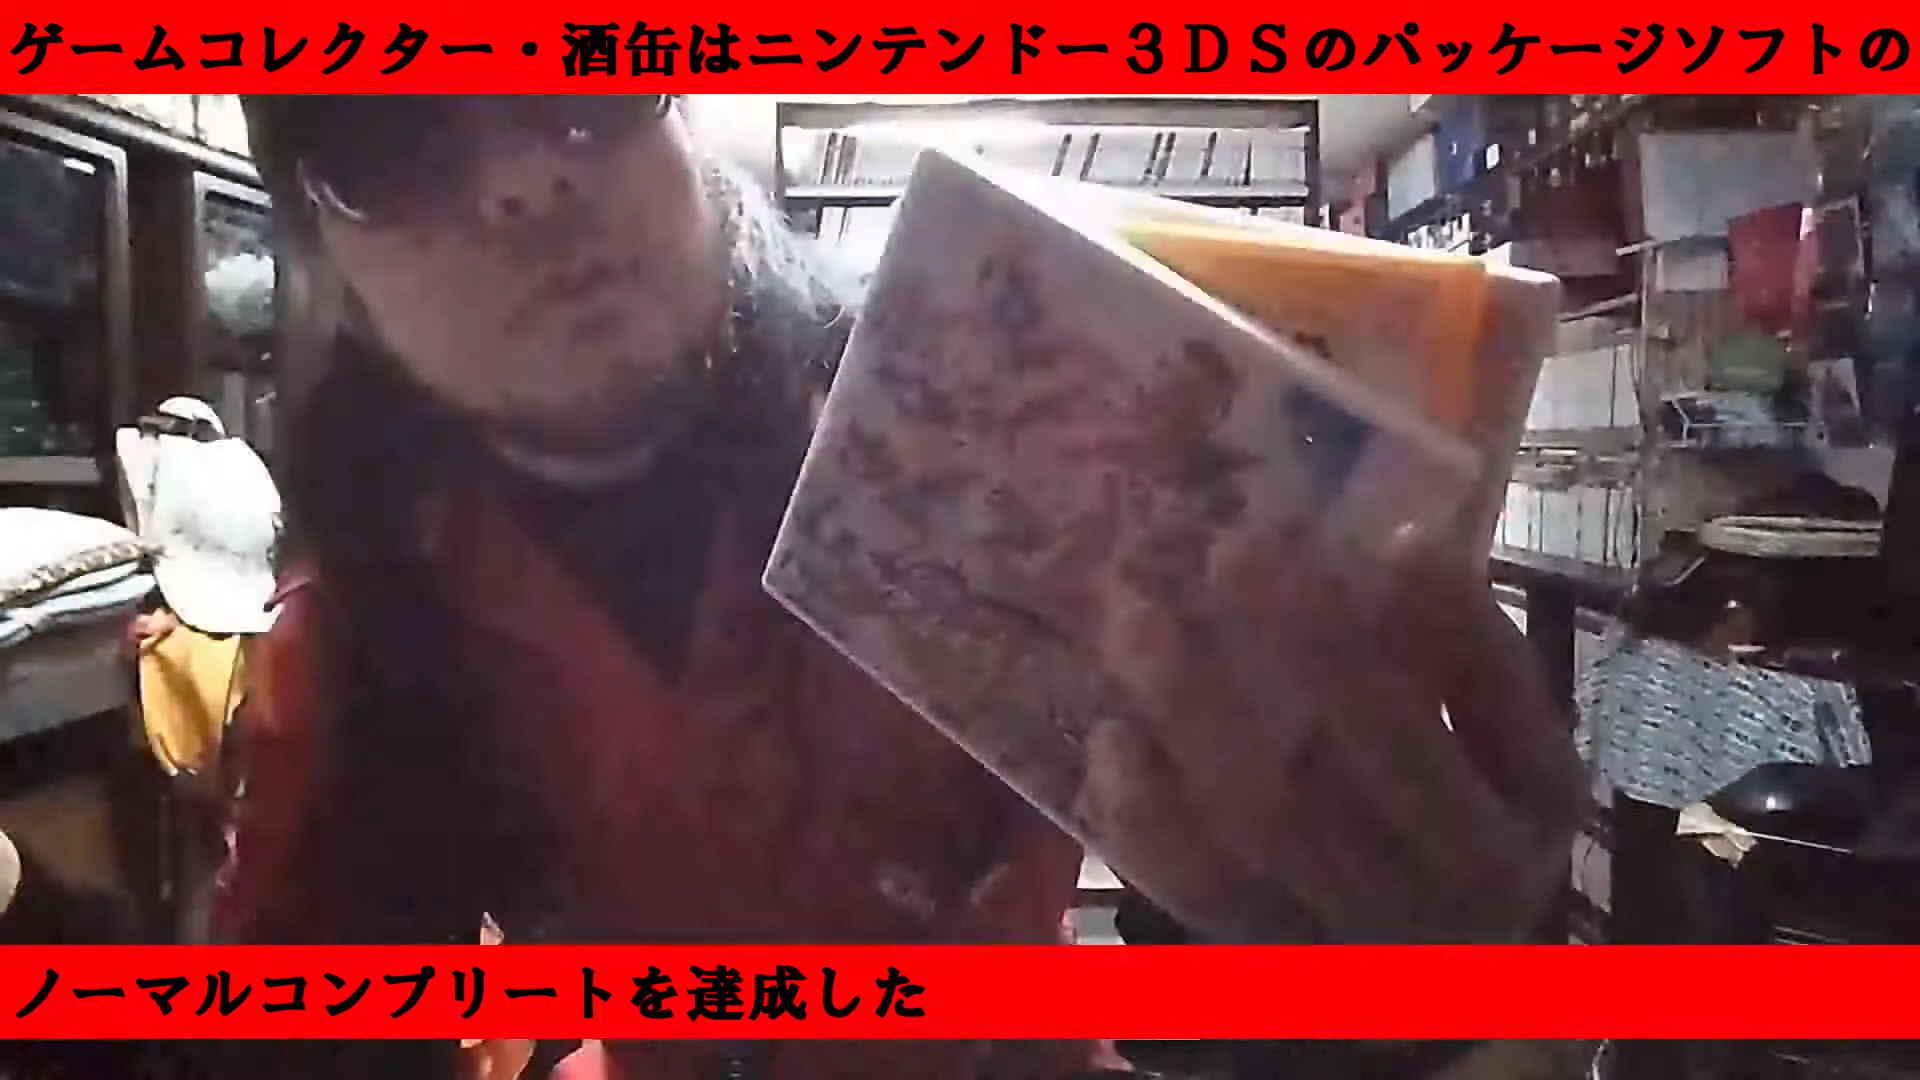 ゲームコレクター・酒缶はニンテンドー３ＤＳのパッケージソフトの
ノーマルコンプリートを達成した